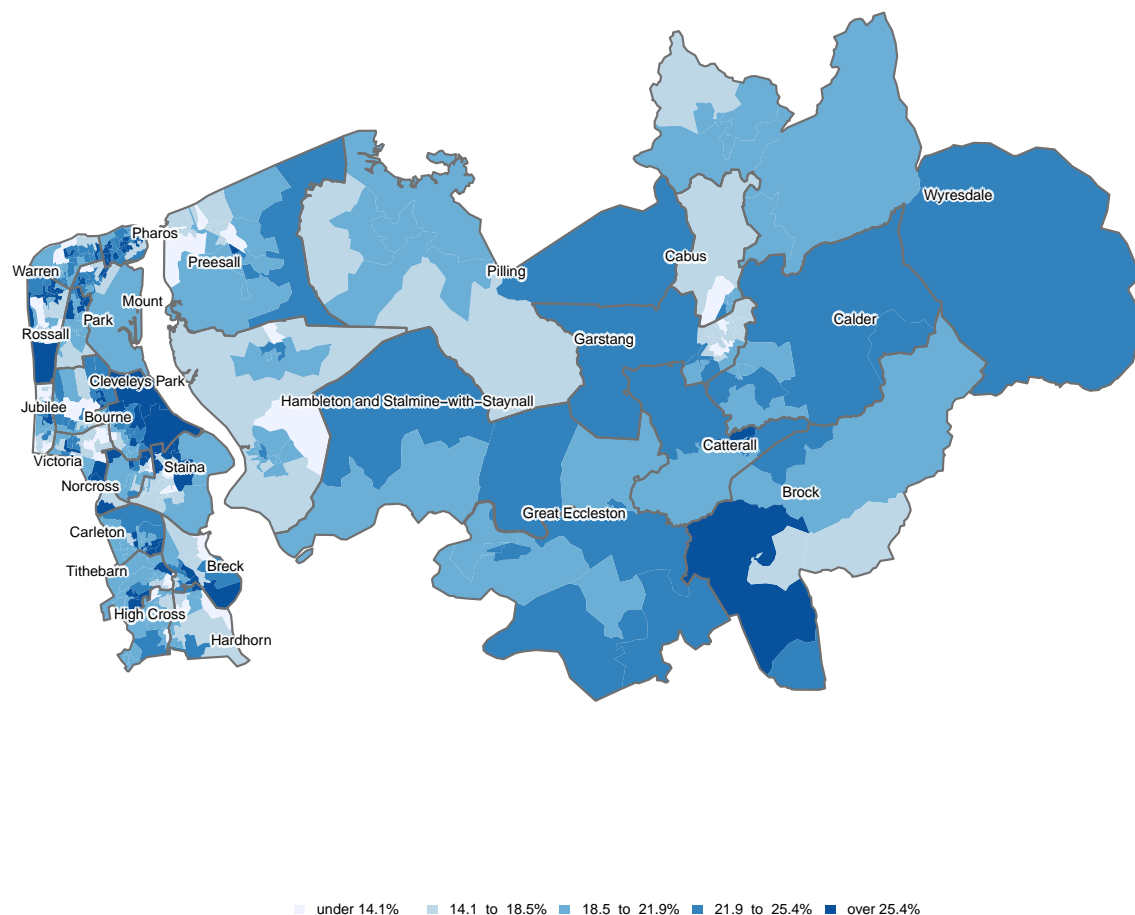 Wyresdale
Pharos
Cabus
Preesall
Warren
Pilling
Mount
Park
Calder
Rossall
Garstang
Cleveleys Park
Hambleton and Stalmine–with–Staynall
Jubilee
Bourne
Catterall
Victoria
Staina
Norcross
Brock
Great Eccleston
Carleton
Tithebarn
Breck
High Cross
Hardhorn
under 14.1% 14.1 to 18.5% 18.5 to 21.9% 21.9 to 25.4% over 25.4%